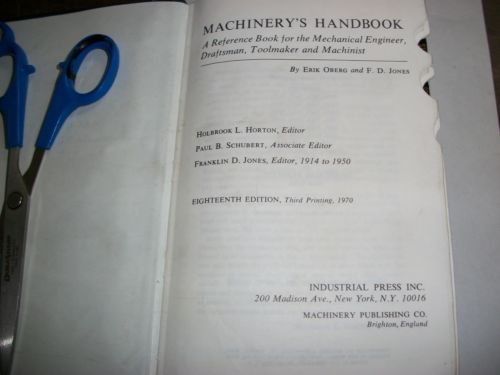 MACHINERY'S HANDBOOK
A Reference Book for the Mechanical Engineer,
Draftsman, Toolmaker and Machinist
By ERIK OBERG and F. D. JONES
HOLBROOK L. HORTON, Editor
PAUL B. SCHUBERT, Associate Editor
FRANKLIN D. JONES, Editor, 1914 to 1950
EIGHTEENTH EDITION, Third Printing, 1970
INDUSTRIAL PRESS INC.
200 Madison Ave., New York, N.Y. 10016
MACHINERY PUBLISHING CO.
Brighton, England